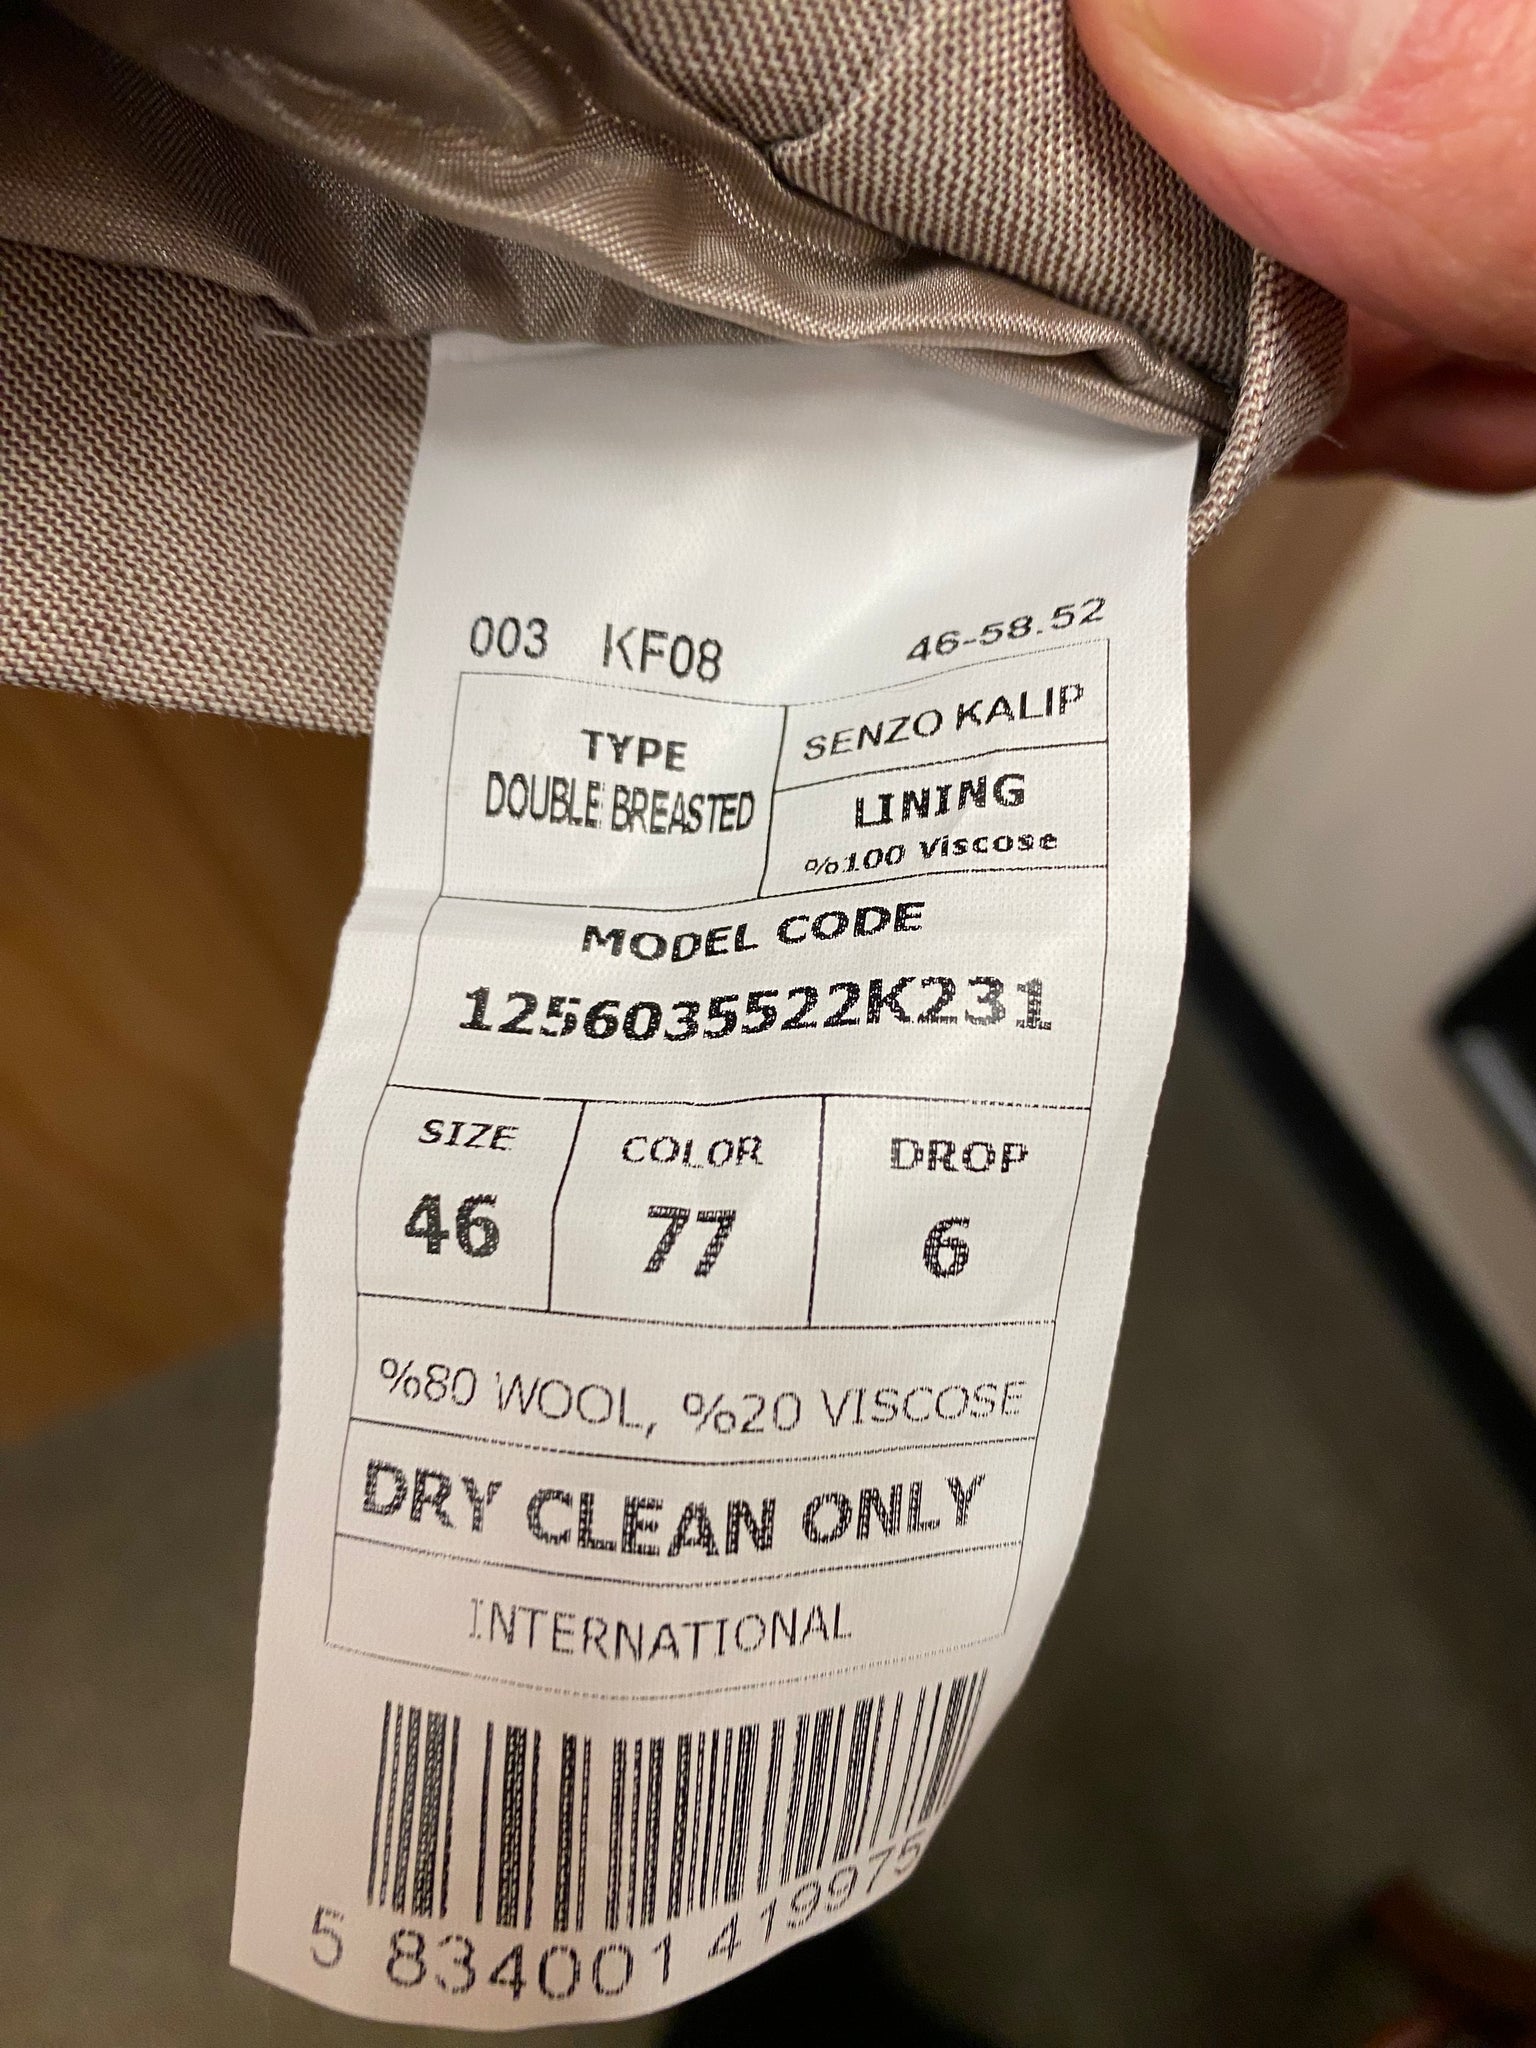 003 KF08 46-58.52
TYPE
DOUBLE BREASTED
SENZO KALIP
LINING
%100 Viscose
MODEL CODE
1256035522K231
SIZE COLOR DROP
46 77 6
%80 WOOL, %20 VISCOSE
DRY CLEAN ONLY
INTERNATIONAL
5 834001 419975